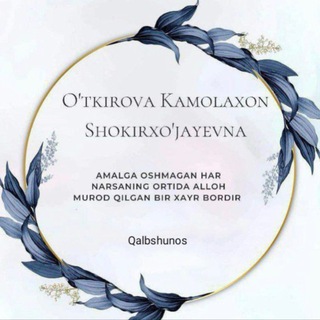 O'tkirova Kamolaxon
Shokirxo'jayevna
AMALGA OSHMAGAN HAR
NARSANING ORTIDA ALLOH
MUROD QILGAN BIR XAYR BORDIR
Qalbshunos